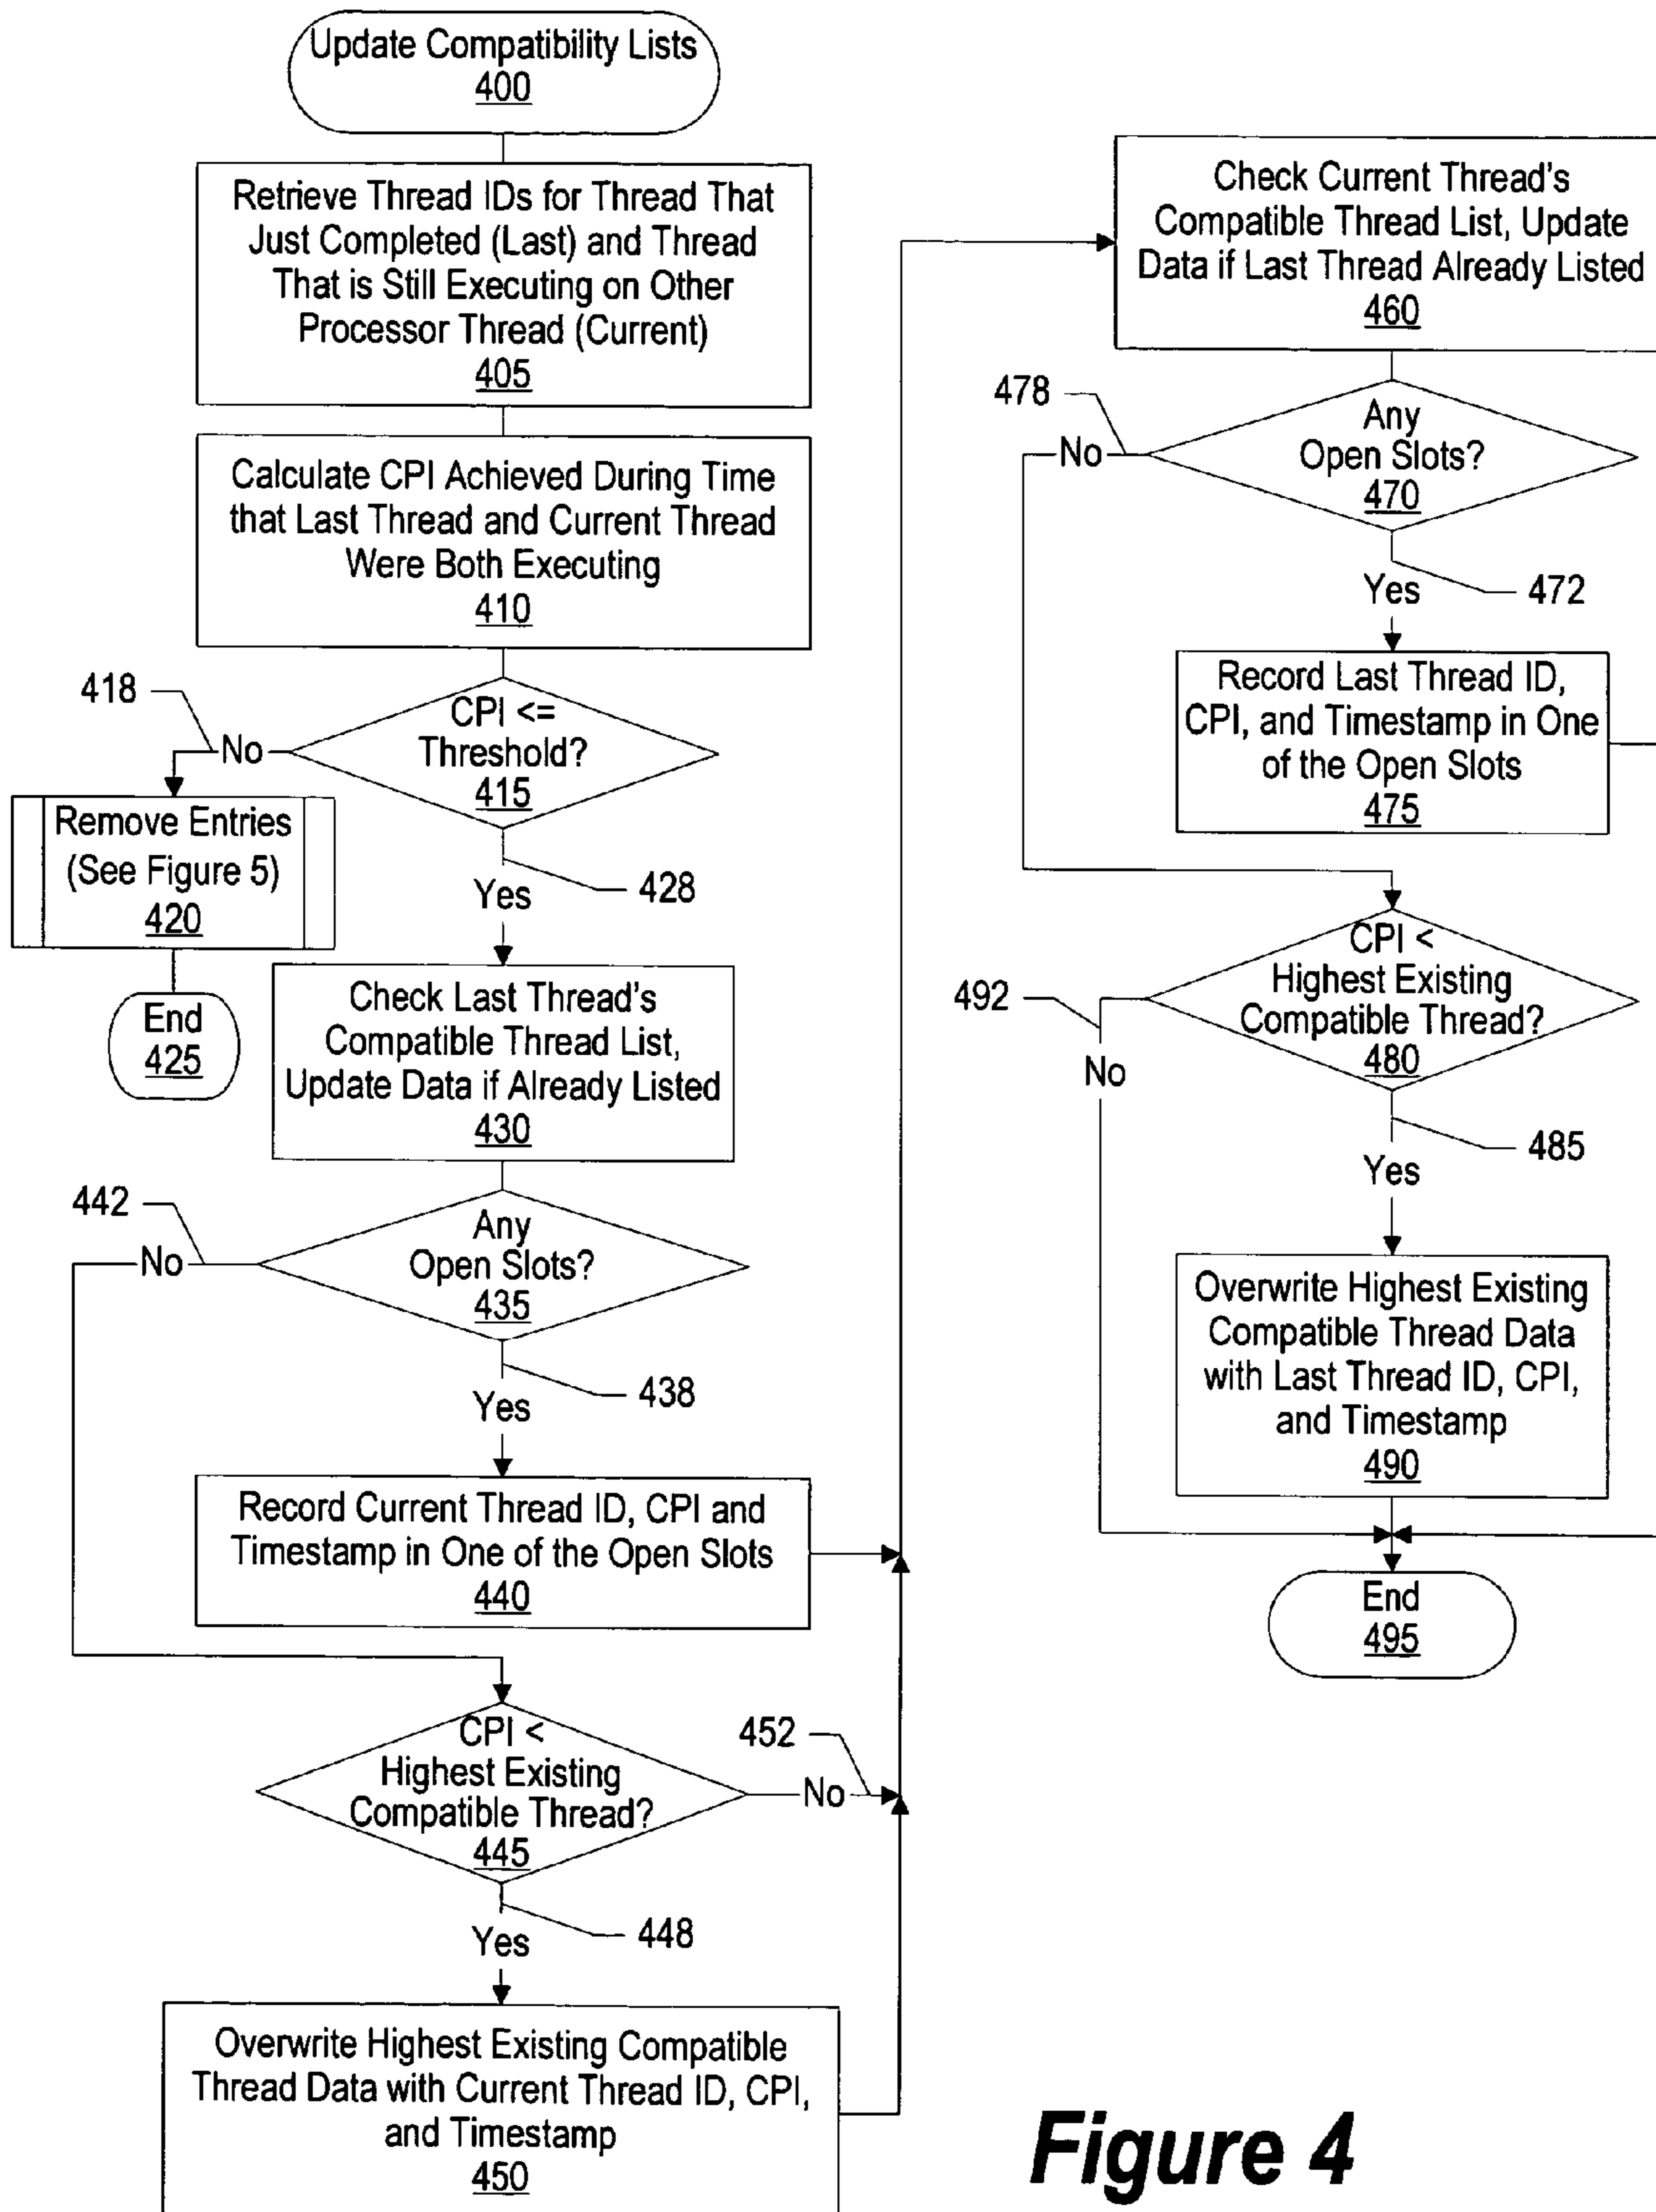 Update Compatibility Lists
400
Retrieve Thread IDs for Thread That
Just Completed (Last) and Thread
That is Still Executing on Other
Processor Thread (Current)
405
Calculate CPI Achieved During Time
that Last Thread and Current Thread
Were Both Executing
410
418
No
CPI <=
Threshold?
415
Remove Entries
(See Figure 5)
420
End
425
428
Yes
Check Last Thread's
Compatible Thread List,
Update Data if Already Listed
430
442
No
Any
Open Slots?
435
438
Yes
Record Current Thread ID, CPI and
Timestamp in One of the Open Slots
440
CPI <
Highest Existing
Compatible Thread?
445
452
No
448
Yes
Overwrite Highest Existing Compatible
Thread Data with Current Thread ID, CPI,
and Timestamp
450
Check Current Thread's
Compatible Thread List, Update
Data if Last Thread Already Listed
460
478
No
Any
Open Slots?
470
472
Yes
Record Last Thread ID,
CPI, and Timestamp in One
of the Open Slots
475
CPI <
Highest Existing
Compatible Thread?
480
492
No
485
Yes
Overwrite Highest Existing
Compatible Thread Data
with Last Thread ID, CPI,
and Timestamp
490
End
495
Figure 4